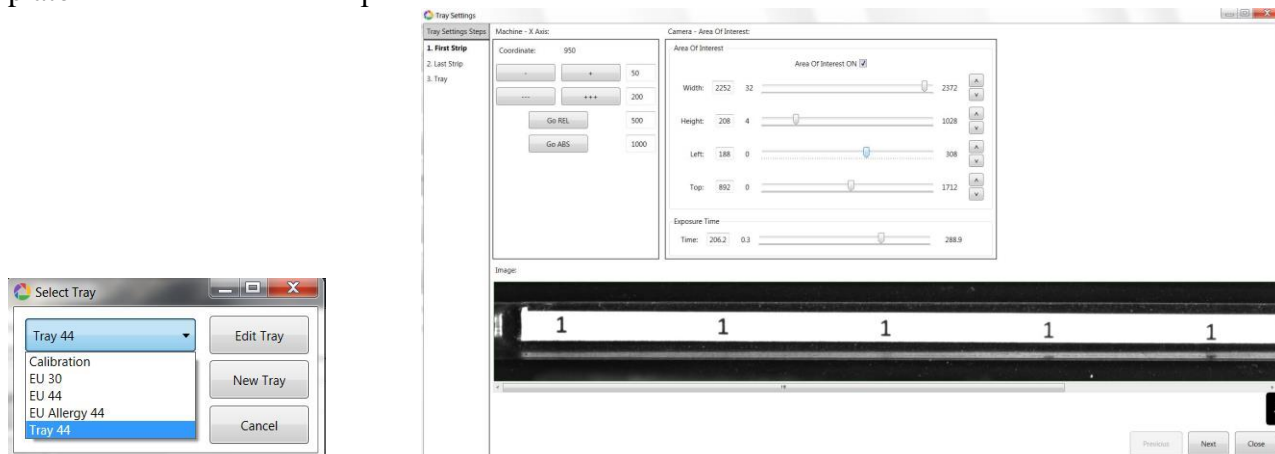 Tray Settings
Tray Settings Steps
1. First Strip
2. Last Strip
3. Tray
Machine - X Axis:
Coordinate: 950
- + 50
--- +++ 200
Go REL 500
Go ABS 1000
Camera - Area Of Interest:
Area Of Interest
Area Of Interest ON
Width: 2252 32 2372
Height: 208 4 1028
Left: 188 0 308
Top: 892 0 1712
Exposure Time
Time: 206.2 0.3 288.9
Image:
1 1 1 1 1
Previous Next Close
Select Tray
Tray 44 Edit Tray
Calibration
EU 30
EU 44
EU Allergy 44
Tray 44
New Tray
Cancel